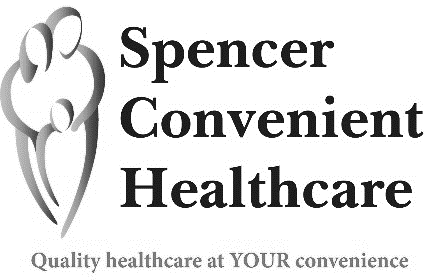 Spencer
Convenient
Healthcare
Quality healthcare at YOUR convenience